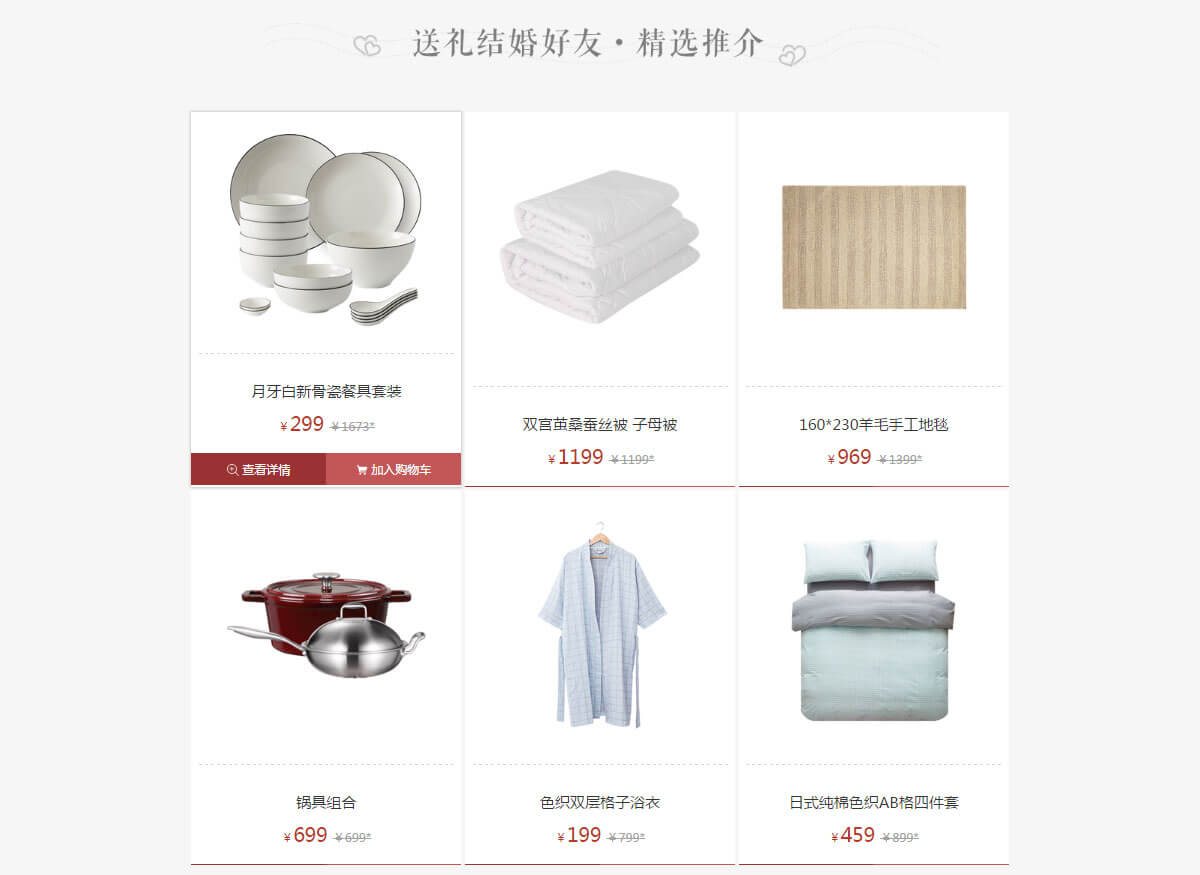 送礼结婚好友·精选推介
月牙白新骨瓷餐具套装
¥299 ¥1673*
查看详情 加入购物车
双宫茧桑蚕丝被 子母被
¥1199 ¥1199*
160*230羊毛手工地毯
¥969 ¥1399*
锅具组合
¥699 ¥699*
色织双层格子浴衣
¥199 ¥799*
日式纯棉色织AB格四件套
¥459 ¥899*